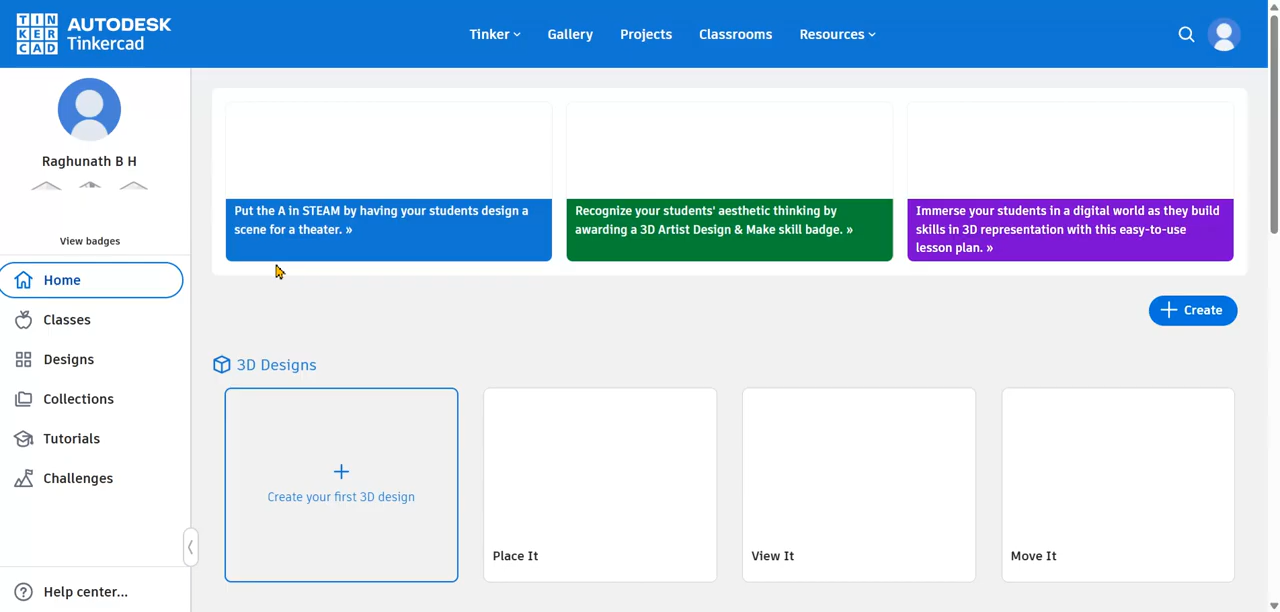 TINKERCAD
AUTODESK
Tinkercad
Tinker
Gallery
Projects
Classrooms
Resources
Raghunath B H
View badges
Home
Classes
Designs
Collections
Tutorials
Challenges
Help center...
Put the A in STEAM by having your students design a
scene for a theater. »
Recognize your students' aesthetic thinking by
awarding a 3D Artist Design & Make skill badge. »
Immerse your students in a digital world as they build
skills in 3D representation with this easy-to-use
lesson plan. »
Create
3D Designs
Create your first 3D design
Place It
View It
Move It